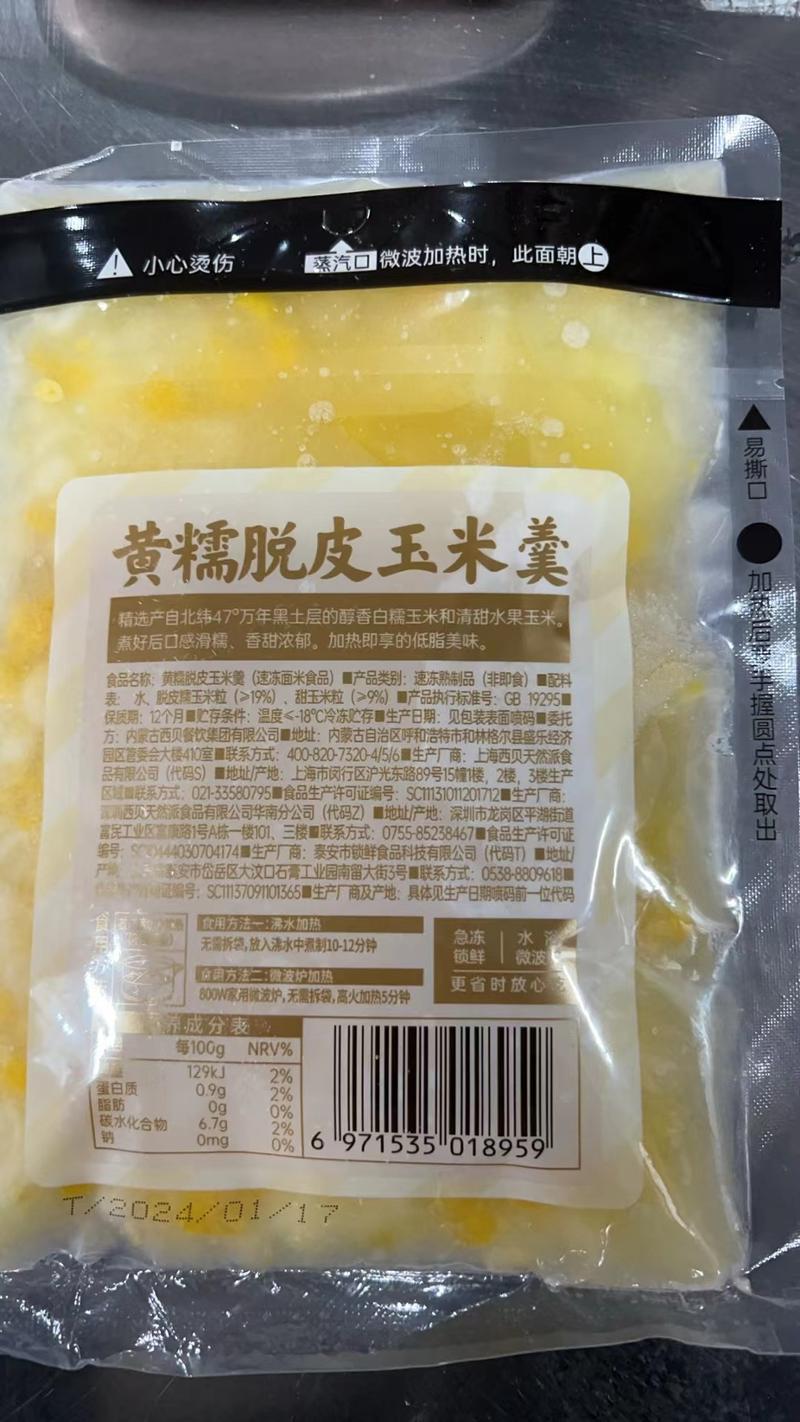 小心烫伤
蒸汽口 微波加热时，此面朝上
易撕口
加热后 手握圆点处取出
黄糯脱皮玉米羹
精选产自北纬47°万年黑土层的醇香白糯玉米和清甜水果玉米。
煮好后口感滑糯、香甜浓郁。加热即享的低脂美味。
食品名称：黄糯脱皮玉米羹（速冻面米食品）■产品类别：速冻熟制品（非即食）■配料
表：水、脱皮糯玉米粒（≥19%）、甜玉米粒（≥9%）■产品执行标准号：GB 19295■
保质期：12个月■贮存条件：温度≤-18℃冷冻贮存■生产日期：见包装表面喷码■委托
方：内蒙古西贝餐饮集团有限公司■地址：内蒙古自治区呼和浩特市和林格尔县盛乐经济
园区管委会大楼410室■联系方式：400-820-7320-4/5/6■生产厂商：上海西贝天然派食
品有限公司（代码S）■地址/产地：上海市闵行区沪光东路89号15幢1楼，2楼，3楼生产
区域■联系方式：021-33580795■食品生产许可证编号：SC11131011201712■生产厂商：
深圳西贝天然派食品有限公司华南分公司（代码Z）■地址/产地：深圳市龙岗区平湖街道
富民工业区富康路1号A栋一楼101、三楼■联系方式：0755-85238467■食品生产许可证
编号：SC 0444030704174■生产厂商：泰安市锁鲜食品科技有限公司（代码T）■地址/
产地： 泰安市岱岳区大汶口石膏工业园南留大街3号■联系方式：0538-8809618■
许可证编号：SC11137091101365■生产厂商及产地：具体见生产日期喷码前一位代码
食用方法一：沸水加热
无需拆袋，放入沸水中煮制10-12分钟
食用方法二：微波炉加热
800W家用微波炉，无需拆袋，高火加热5分钟
急冻 水
锁鲜 微波
更省时放心
养成分表
每100g NRV%
129kJ 2%
蛋白质 0.9g 2%
脂肪 0g 0%
碳水化合物 6.7g 2%
钠 0mg 0%
6 971535 018959
T/2024/01/17